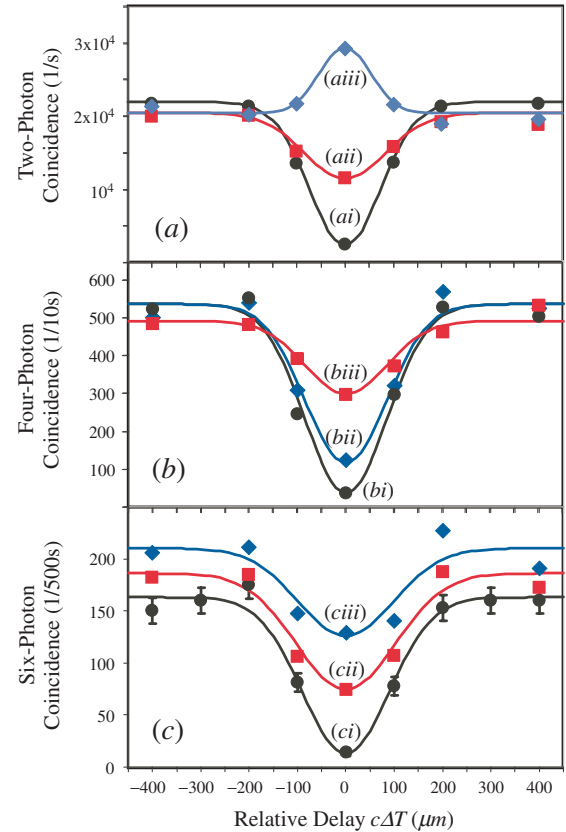 Two-Photon
Coincidence (1/s)
3x10⁴
2x10⁴
10⁴
(aiii)
(aii)
(ai)
(a)
Four-Photon
Coincidence (1/10s)
600
500
400
300
200
100
(biii)
(bii)
(bi)
(b)
Six-Photon
Coincidence (1/500s)
200
150
100
50
0
(ciii)
(cii)
(ci)
(c)
−400 −300 −200 −100 0 100 200 300 400
Relative Delay cΔT (μm)